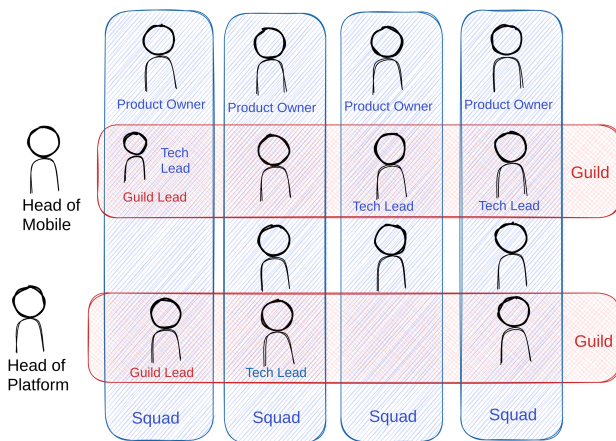 Product Owner
Product Owner
Product Owner
Product Owner
Tech
Lead
Guild Lead
Tech Lead
Tech Lead
Guild
Head of
Mobile
Guild
Head of
Platform
Guild Lead
Tech Lead
Squad
Squad
Squad
Squad